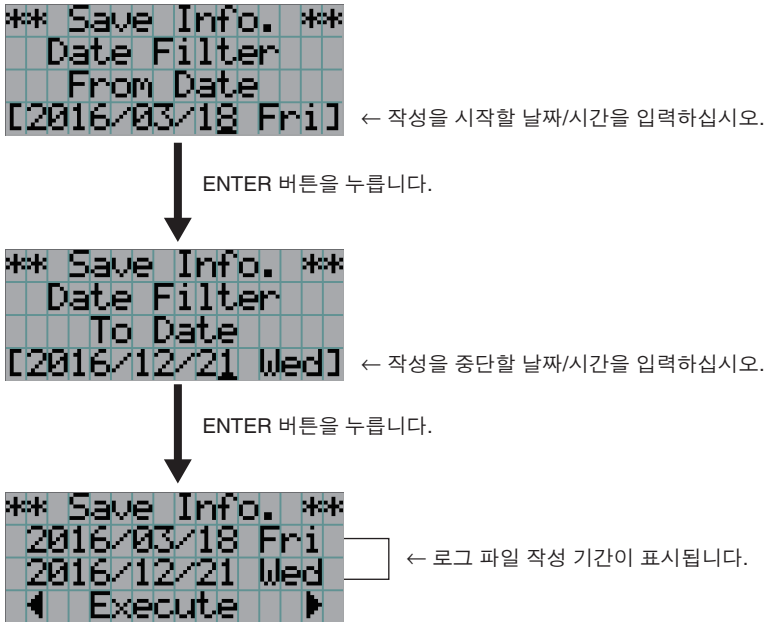 ** Save Info. **
Date Filter
From Date
[2016/03/18 Fri]
← 작성을 시작할 날짜/시간을 입력하십시오.
ENTER 버튼을 누릅니다.
** Save Info. **
Date Filter
To Date
[2016/12/21 Wed]
← 작성을 중단할 날짜/시간을 입력하십시오.
ENTER 버튼을 누릅니다.
** Save Info. **
2016/03/18 Fri
2016/12/21 Wed
← 로그 파일 작성 기간이 표시됩니다.
◀ Execute ▶